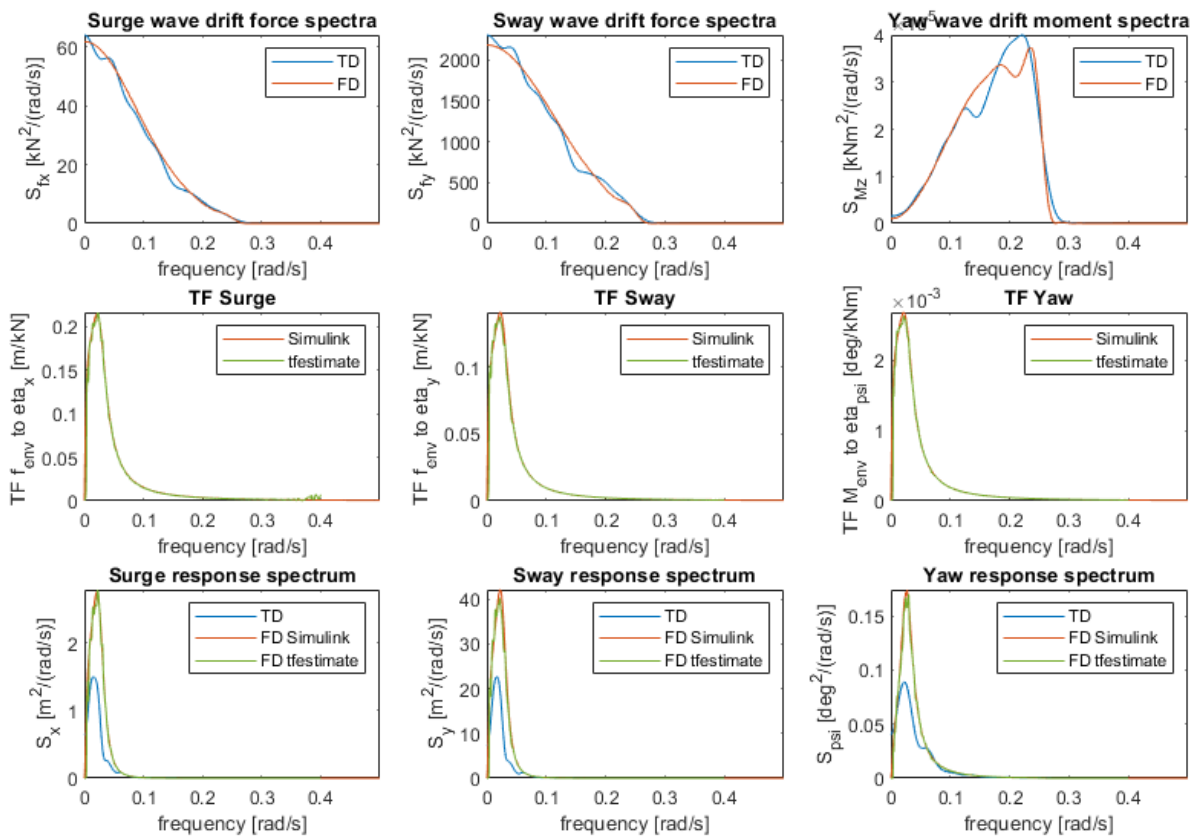 Surge wave drift force spectra
S_fx [kN^2/(rad/s)]
60
40
20
0
TD
FD
0 0.1 0.2 0.3 0.4
frequency [rad/s]
Sway wave drift force spectra
S_fy [kN^2/(rad/s)]
2000
1500
1000
500
0
TD
FD
0 0.1 0.2 0.3 0.4
frequency [rad/s]
Yaw wave drift moment spectra
S_Mz [kNm^2/(rad/s)]
4
3
2
1
0
TD
FD
0 0.1 0.2 0.3 0.4
frequency [rad/s]
TF Surge
TF f_env to eta_x [m/kN]
0.2
0.15
0.1
0.05
0
Simulink
tfestimate
0 0.1 0.2 0.3 0.4
frequency [rad/s]
TF Sway
TF f_env to eta_y [m/kN]
0.1
0.05
0
Simulink
tfestimate
0 0.1 0.2 0.3 0.4
frequency [rad/s]
TF Yaw
×10^-3
TF M_env to eta_psi [deg/kNm]
2
1
0
Simulink
tfestimate
0 0.1 0.2 0.3 0.4
frequency [rad/s]
Surge response spectrum
S_x [m^2/(rad/s)]
2
1
0
TD
FD Simulink
FD tfestimate
0 0.1 0.2 0.3 0.4
frequency [rad/s]
Sway response spectrum
S_y [m^2/(rad/s)]
40
30
20
10
0
TD
FD Simulink
FD tfestimate
0 0.1 0.2 0.3 0.4
frequency [rad/s]
Yaw response spectrum
S_psi [deg^2/(rad/s)]
0.15
0.1
0.05
0
TD
FD Simulink
FD tfestimate
0 0.1 0.2 0.3 0.4
frequency [rad/s]